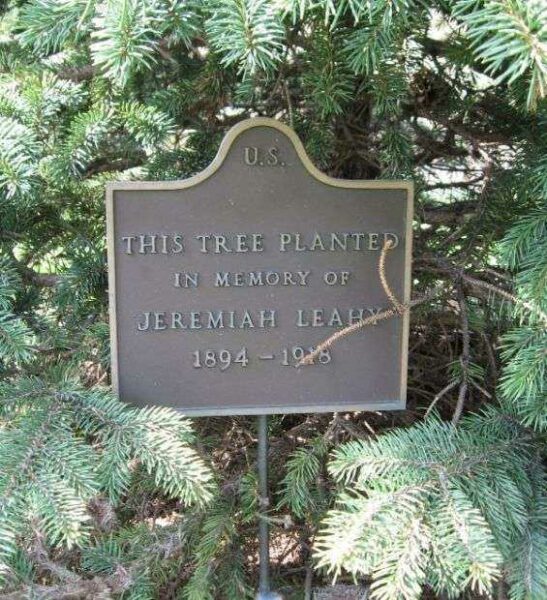 U.S.
THIS TREE PLANTED
IN MEMORY OF
JEREMIAH LEAHY
1894 – 1918